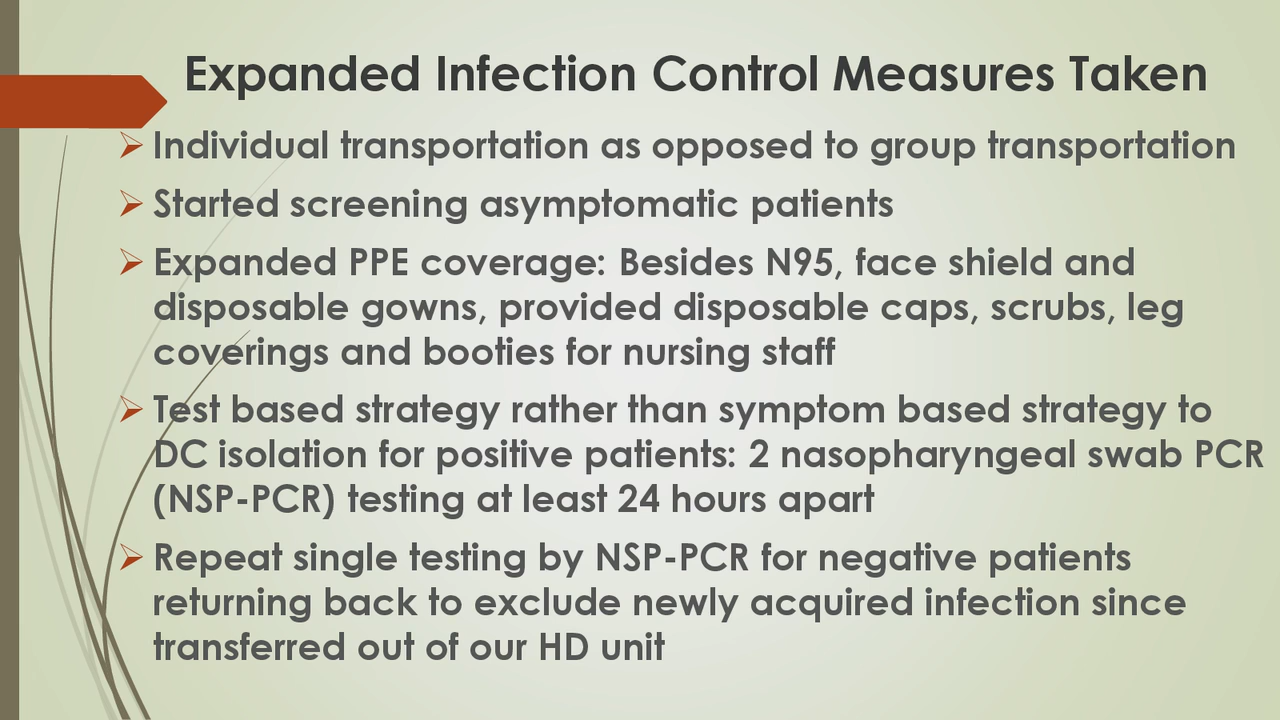 Expanded Infection Control Measures Taken
Individual transportation as opposed to group transportation
Started screening asymptomatic patients
Expanded PPE coverage: Besides N95, face shield and
disposable gowns, provided disposable caps, scrubs, leg
coverings and booties for nursing staff
Test based strategy rather than symptom based strategy to
DC isolation for positive patients: 2 nasopharyngeal swab PCR
(NSP-PCR) testing at least 24 hours apart
Repeat single testing by NSP-PCR for negative patients
returning back to exclude newly acquired infection since
transferred out of our HD unit